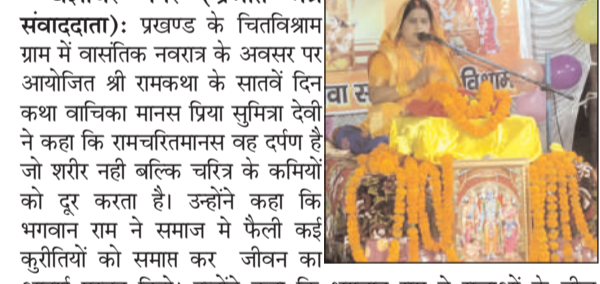 संवाददाता): प्रखण्ड के चितविश्राम
ग्राम में वासंतिक नवरात्र के अवसर पर
आयोजित श्री रामकथा के सातवें दिन
कथा वाचिका मानस प्रिया सुमित्रा देवी
ने कहा कि रामचरितमानस वह दर्पण है
जो शरीर नही बल्कि चरित्र के कमियों
को दूर करता है। उन्होंने कहा कि
भगवान राम ने समाज मे फैली कई
कुरीतियों को समाप्त कर जीवन का
वा स
विश्राम